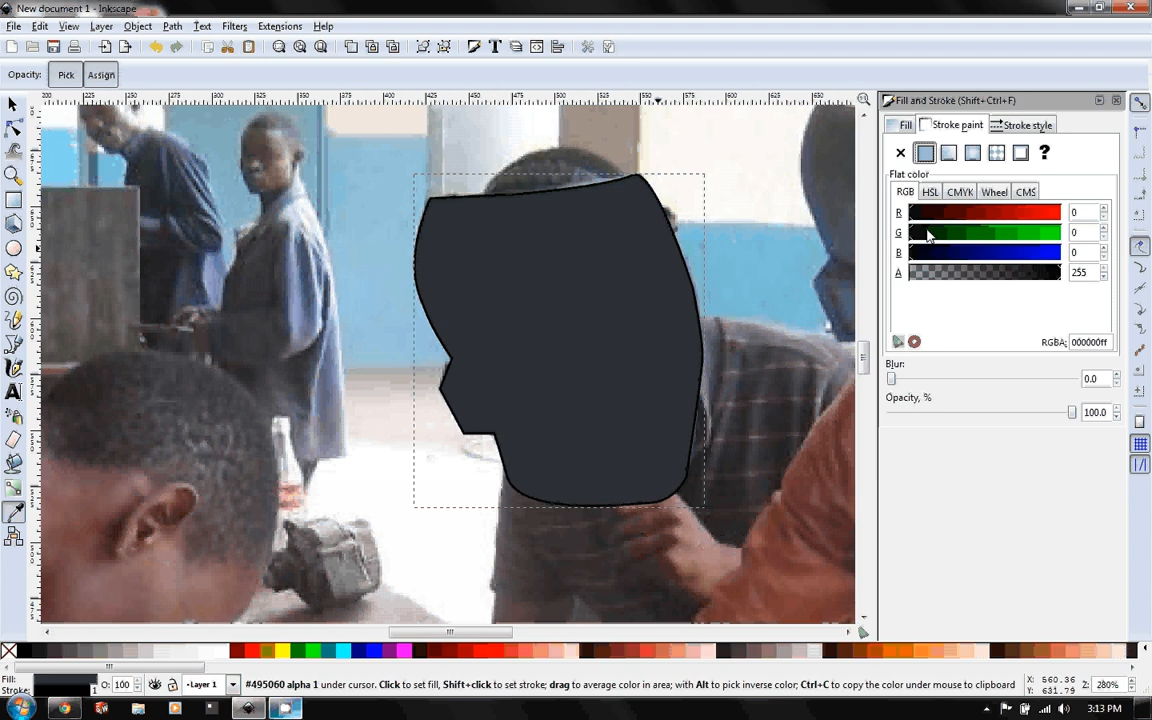 New document 1 - Inkscape
File Edit View Layer Object Path Text Filters Extensions Help
Opacity: Pick Assign
Fill and Stroke (Shift+Ctrl+F)
Fill Stroke paint Stroke style
Flat color
RGB HSL CMYK Wheel CMS
R 0
G 0
B 0
A 255
RGBA: 000000ff
Blur:
0.0
Opacity, %
100.0
Fill:
Stroke: 1
O: 100
Layer 1
#495060 alpha 1 under cursor. Click to set fill, Shift+click to set stroke; drag to average color in area; with Alt to pick inverse color; Ctrl+C to copy the color under mouse to clipboard
X: 560.36
Y: 631.79
Z: 280%
3:13 PM